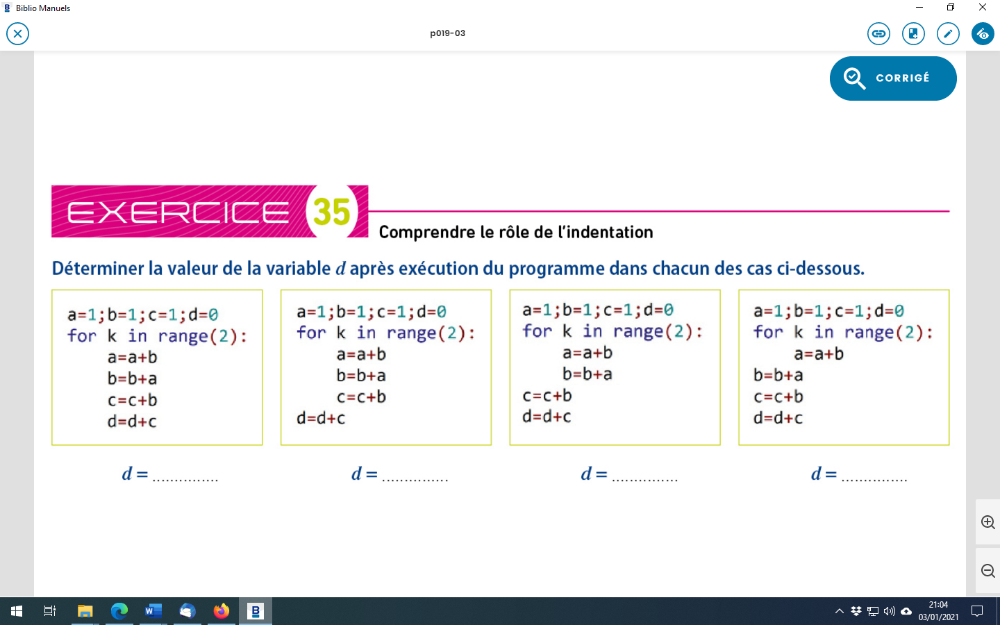 Biblio Manuels
p019-03
CORRIGÉ
EXERCICE 35
Comprendre le rôle de l'indentation
Déterminer la valeur de la variable d après exécution du programme dans chacun des cas ci-dessous.
a=1;b=1;c=1;d=0
for k in range(2):
    a=a+b
    b=b+a
    c=c+b
    d=d+c
d = ...............
a=1;b=1;c=1;d=0
for k in range(2):
    a=a+b
    b=b+a
    c=c+b
d=d+c
d = ...............
a=1;b=1;c=1;d=0
for k in range(2):
    a=a+b
    b=b+a
c=c+b
d=d+c
d = ...............
a=1;b=1;c=1;d=0
for k in range(2):
    a=a+b
b=b+a
c=c+b
d=d+c
d = ...............
21:04
03/01/2021